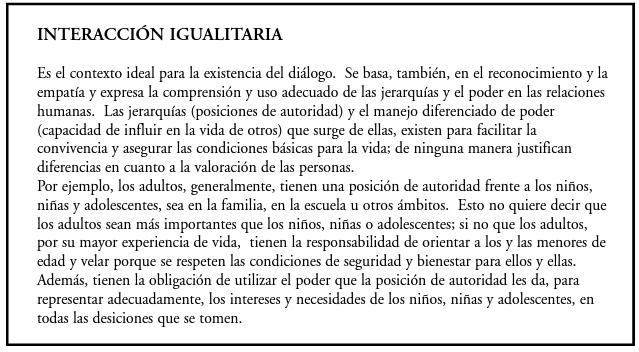 INTERACCIÓN IGUALITARIA
Es el contexto ideal para la existencia del diálogo.  Se basa, también, en el reconocimiento y la
empatía y expresa la comprensión y uso adecuado de las jerarquías y el poder en las relaciones
humanas.  Las jerarquías (posiciones de autoridad) y el manejo diferenciado de poder
(capacidad de influir en la vida de otros) que surge de ellas, existen para facilitar la
convivencia y asegurar las condiciones básicas para la vida; de ninguna manera justifican
diferencias en cuanto a la valoración de las personas.
Por ejemplo, los adultos, generalmente, tienen una posición de autoridad frente a los niños,
niñas y adolescentes, sea en la familia, en la escuela u otros ámbitos.  Esto no quiere decir que
los adultos sean más importantes que los niños, niñas o adolescentes; si no que los adultos,
por su mayor experiencia de vida,  tienen la responsabilidad de orientar a los y las menores de
edad y velar porque se respeten las condiciones de seguridad y bienestar para ellos y ellas.
Además, tienen la obligación de utilizar el poder que la posición de autoridad les da, para
representar adecuadamente, los intereses y necesidades de los niños, niñas y adolescentes, en
todas las desiciones que se tomen.